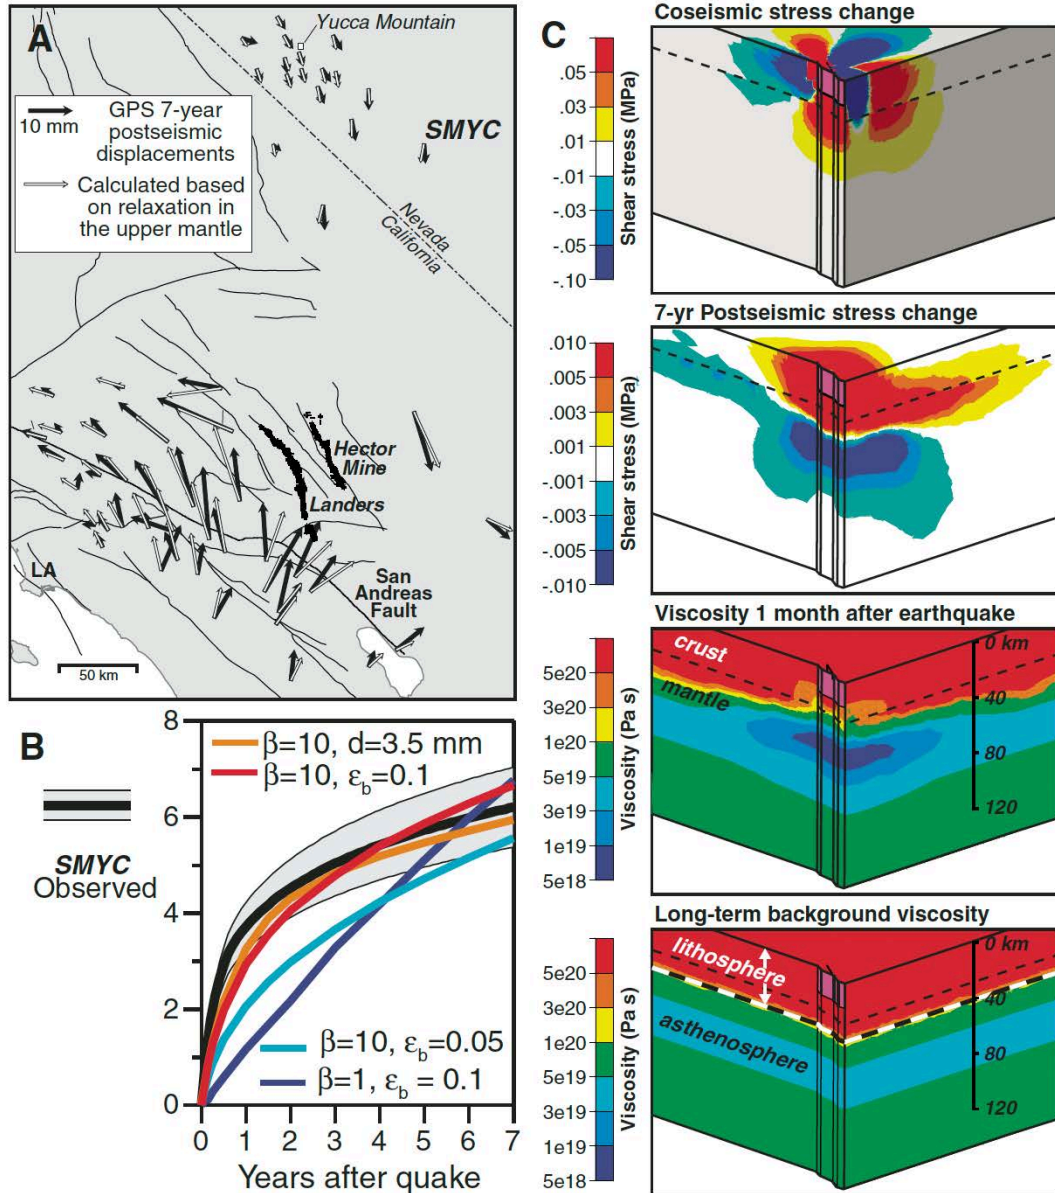 A
Yucca Mountain
10 mm
GPS 7-year
postseismic
displacements
Calculated based
on relaxation in
the upper mantle
SMYC
Nevada
California
Hector
Mine
Landers
LA
San
Andreas
Fault
50 km
B
SMYC
Observed
8
6
4
2
0
β=10, d=3.5 mm
β=10, εb=0.1
β=10, εb=0.05
β=1, εb = 0.1
0 1 2 3 4 5 6 7
Years after quake
C
Coseismic stress change
.05
.03
.01
-.01
-.03
-.05
-.10
Shear stress (MPa)
7-yr Postseismic stress change
.010
.005
.003
.001
-.001
-.003
-.005
-.010
Shear stress (MPa)
Viscosity 1 month after earthquake
5e20
3e20
1e20
5e19
3e19
1e19
5e18
Viscosity (Pa s)
crust
mantle
0 km
40
80
120
Long-term background viscosity
5e20
3e20
1e20
5e19
3e19
1e19
5e18
Viscosity (Pa s)
lithosphere
asthenosphere
0 km
40
80
120